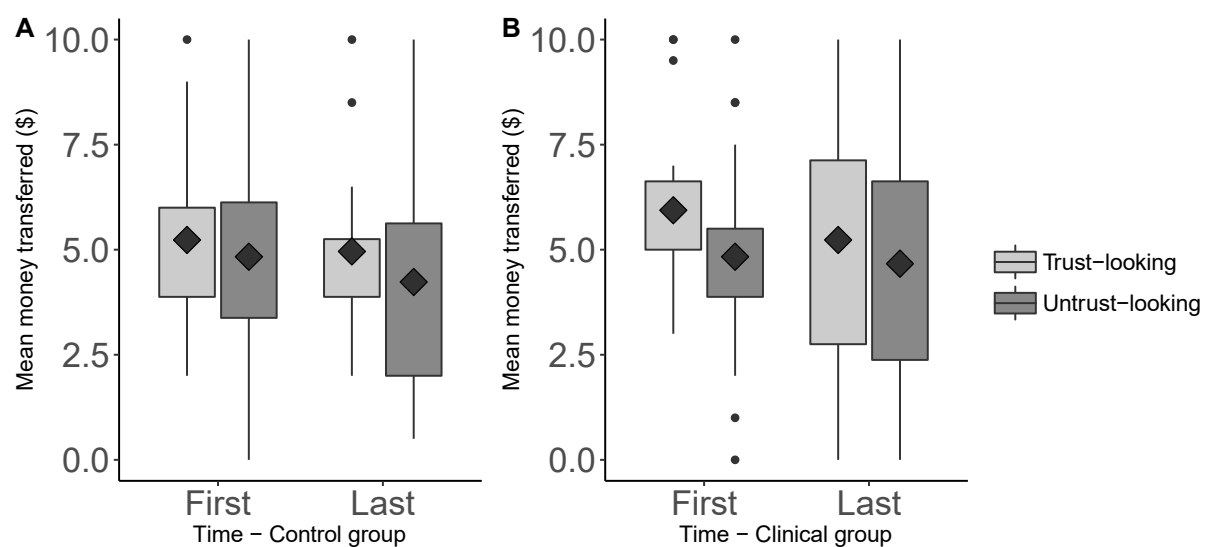 A
Mean money transferred ($)
10.0
7.5
5.0
2.5
0.0
First Last
Time − Control group
B
Mean money transferred ($)
10.0
7.5
5.0
2.5
0.0
First Last
Time − Clinical group
Trust−looking
Untrust−looking